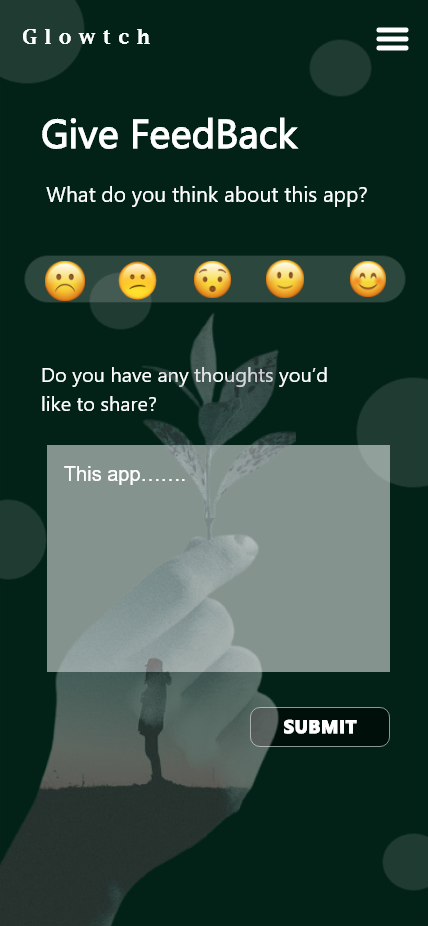 Glowtch
Give FeedBack
What do you think about this app?
Do you have any thoughts you'd
like to share?
This app.......
SUBMIT